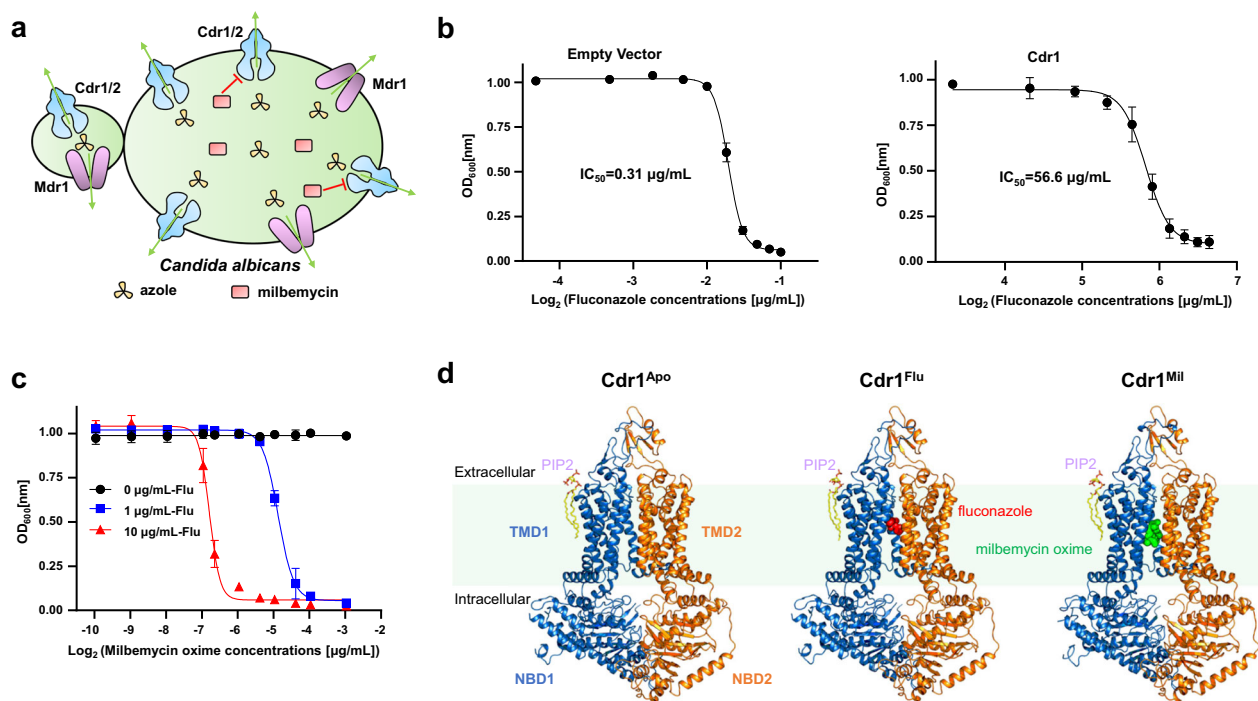 a
Cdr1/2
Cdr1/2
Mdr1
Mdr1
Candida albicans
azole
milbemycin
b
Empty Vector
OD600[nm]
1.00
0.75
0.50
0.25
0.00
IC50=0.31 µg/mL
-4
-3
-2
-1
Log2 (Fluconazole concentrations [µg/mL])
Cdr1
OD600[nm]
1.00
0.75
0.50
0.25
0.00
IC50=56.6 µg/mL
4
5
6
7
Log2 (Fluconazole concentrations [µg/mL])
c
OD600[nm]
1.00
0.75
0.50
0.25
0.00
0 µg/mL-Flu
1 µg/mL-Flu
10 µg/mL-Flu
-10
-9
-8
-7
-6
-5
-4
-3
-2
Log2 (Milbemycin oxime concentrations [µg/mL])
d
Cdr1Apo
Cdr1Flu
Cdr1Mil
PIP2
PIP2
PIP2
Extracellular
fluconazole
TMD1
TMD2
milbemycin oxime
Intracellular
NBD1
NBD2